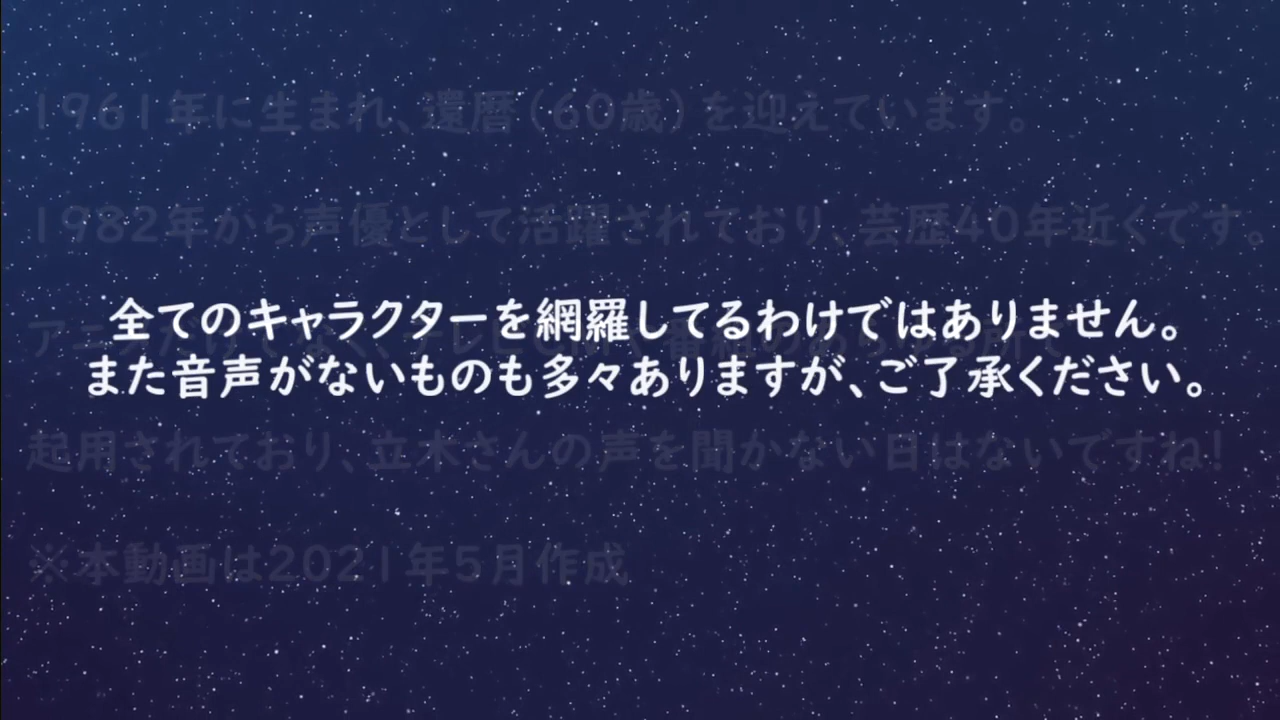 1961年に生まれ、還暦(60歳)を迎えています。
1982年から声優として活躍されており、芸歴40年近くです。
全てのキャラクターを網羅してるわけではありません。
また音声がないものも多々ありますが、ご了承ください。
起用されており、立木さんの声を聞かない日はないですね!
※本動画は2021年5月作成